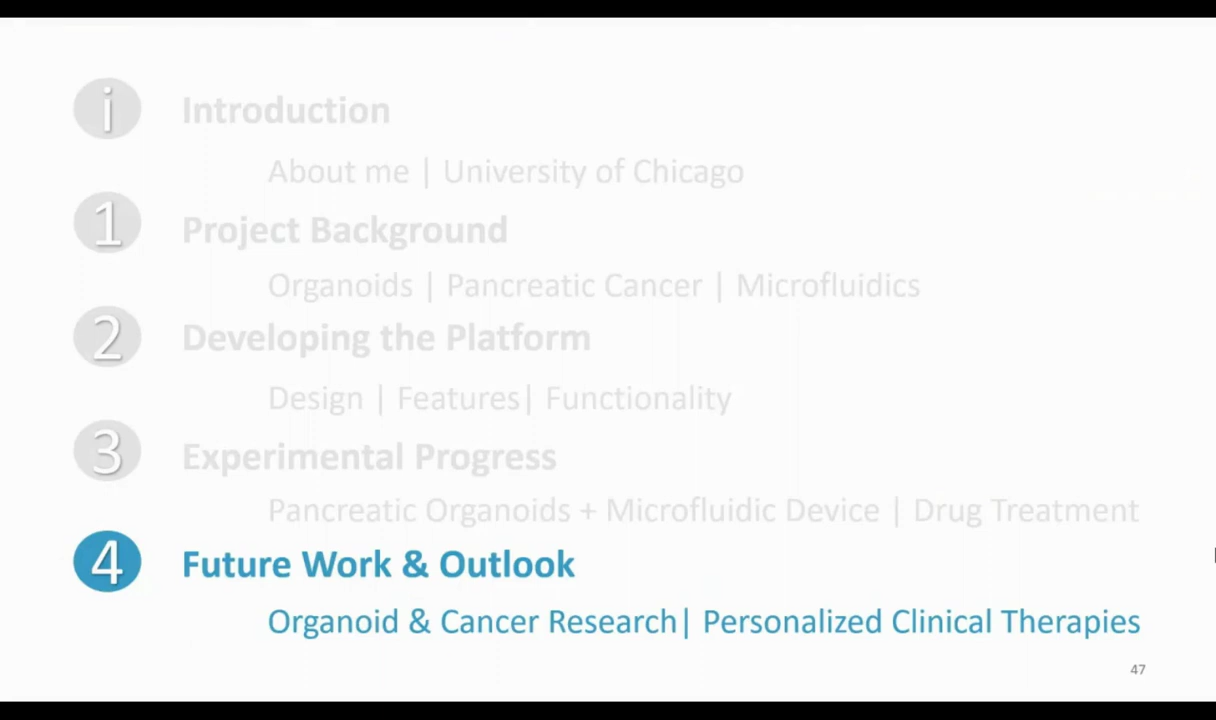 i Introduction
About me | University of Chicago
1 Project Background
Organoids | Pancreatic Cancer | Microfluidics
2 Developing the Platform
Design | Features| Functionality
3 Experimental Progress
Pancreatic Organoids + Microfluidic Device | Drug Treatment
4 Future Work & Outlook
Organoid & Cancer Research| Personalized Clinical Therapies
47